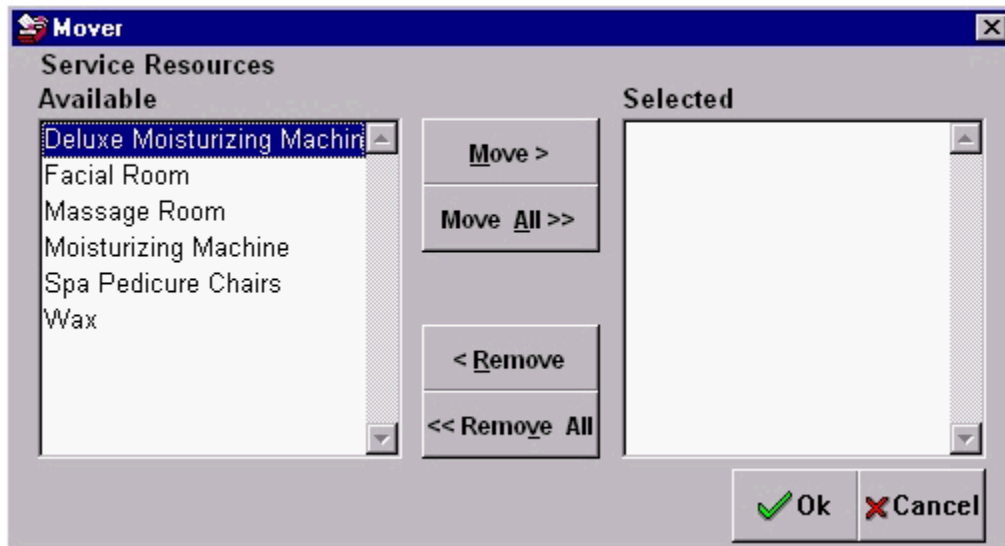 Mover
Service Resources
Available
Selected
Deluxe Moisturizing Machin
Facial Room
Massage Room
Moisturizing Machine
Spa Pedicure Chairs
Wax
Move >
Move All >>
< Remove
<< Remove All
Ok
Cancel